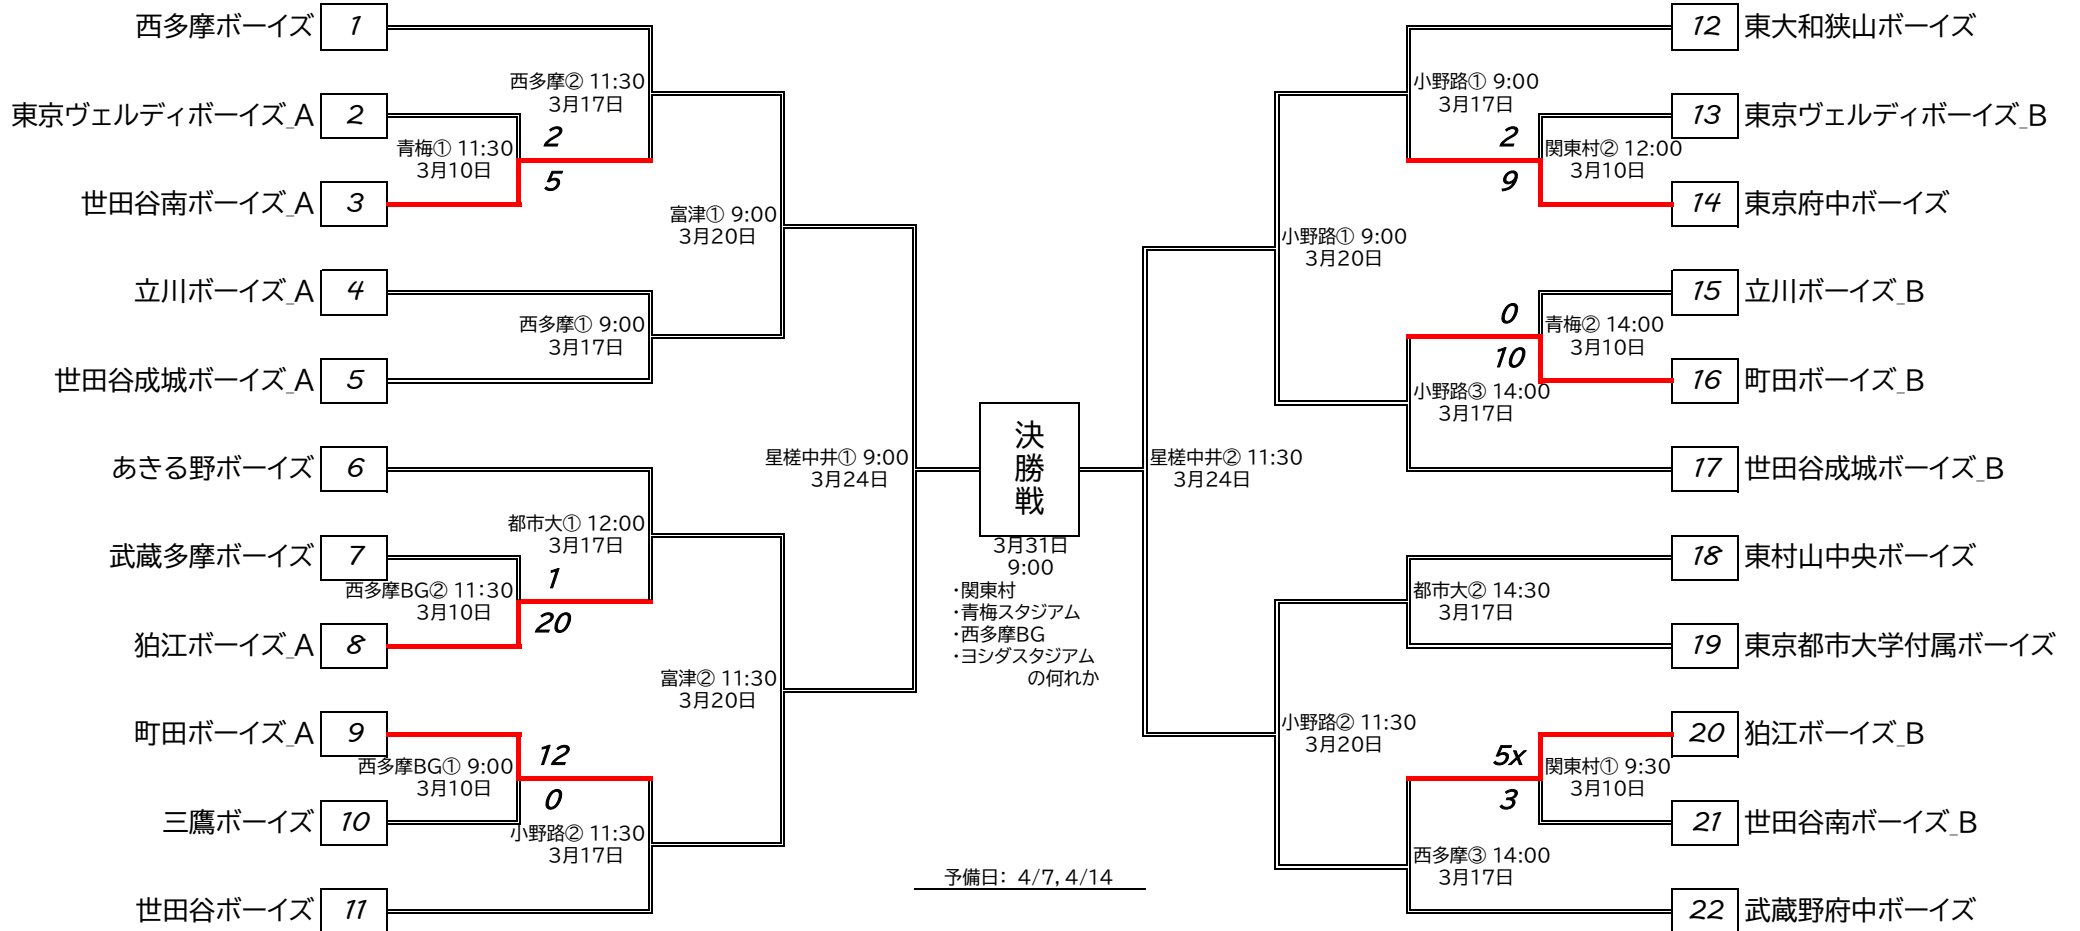 西多摩ボーイズ 1
西多摩② 11:30
3月17日
東京ヴェルディボーイズ_A 2
青梅① 11:30
3月10日
2
5
世田谷南ボーイズ_A 3
富津① 9:00
3月20日
立川ボーイズ_A 4
西多摩① 9:00
3月17日
世田谷成城ボーイズ_A 5
星槎中井① 9:00
3月24日
あきる野ボーイズ 6
都市大① 12:00
3月17日
武蔵多摩ボーイズ 7
西多摩BG② 11:30
3月10日
1
20
狛江ボーイズ_A 8
富津② 11:30
3月20日
町田ボーイズ_A 9
西多摩BG① 9:00
3月10日
12
0
三鷹ボーイズ 10
小野路② 11:30
3月17日
世田谷ボーイズ 11
決
勝
戦
3月31日
9:00
・関東村
・青梅スタジアム
・西多摩BG
・ヨシダスタジアム
の何れか
予備日: 4/7, 4/14
12 東大和狭山ボーイズ
小野路① 9:00
3月17日
13 東京ヴェルディボーイズ_B
関東村② 12:00
3月10日
2
9
14 東京府中ボーイズ
小野路① 9:00
3月20日
15 立川ボーイズ_B
青梅② 14:00
3月10日
0
10
16 町田ボーイズ_B
小野路③ 14:00
3月17日
17 世田谷成城ボーイズ_B
星槎中井② 11:30
3月24日
18 東村山中央ボーイズ
都市大② 14:30
3月17日
19 東京都市大学付属ボーイズ
小野路② 11:30
3月20日
20 狛江ボーイズ_B
関東村① 9:30
3月10日
5x
3
21 世田谷南ボーイズ_B
西多摩③ 14:00
3月17日
22 武蔵野府中ボーイズ